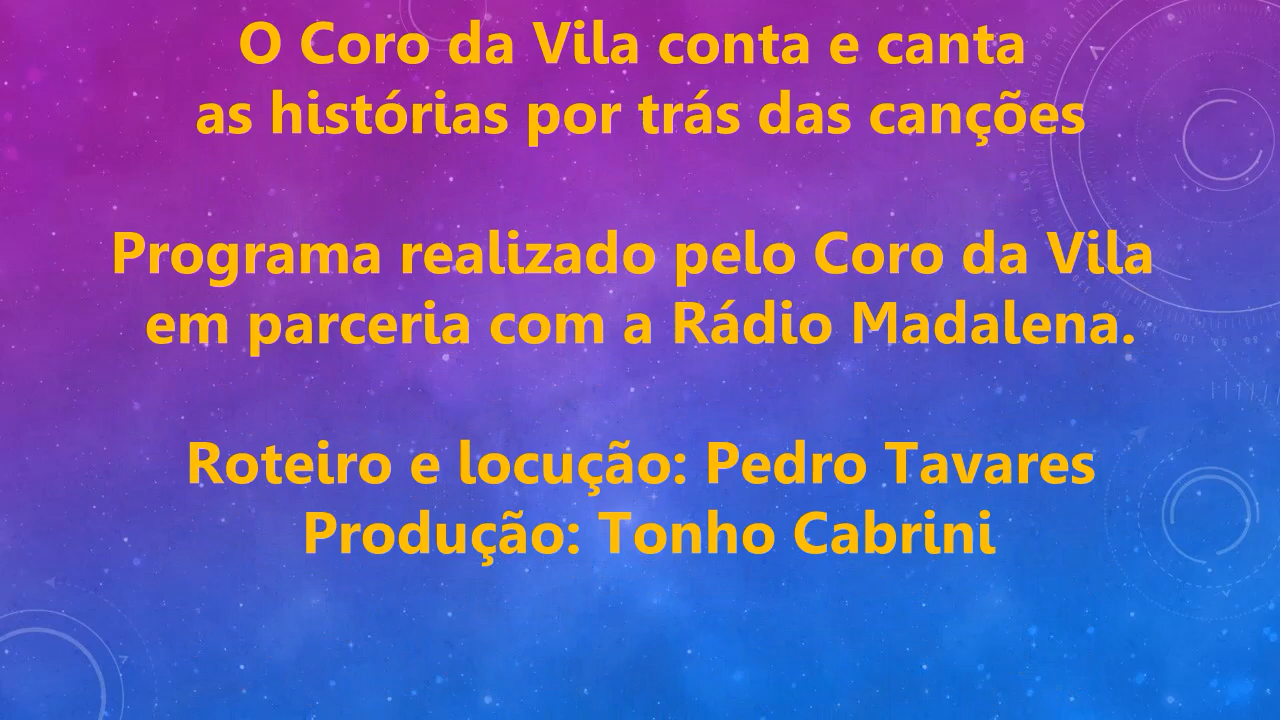 O Coro da Vila conta e canta
as histórias por trás das canções
Programa realizado pelo Coro da Vila
em parceria com a Rádio Madalena.
Roteiro e locução: Pedro Tavares
Produção: Tonho Cabrini